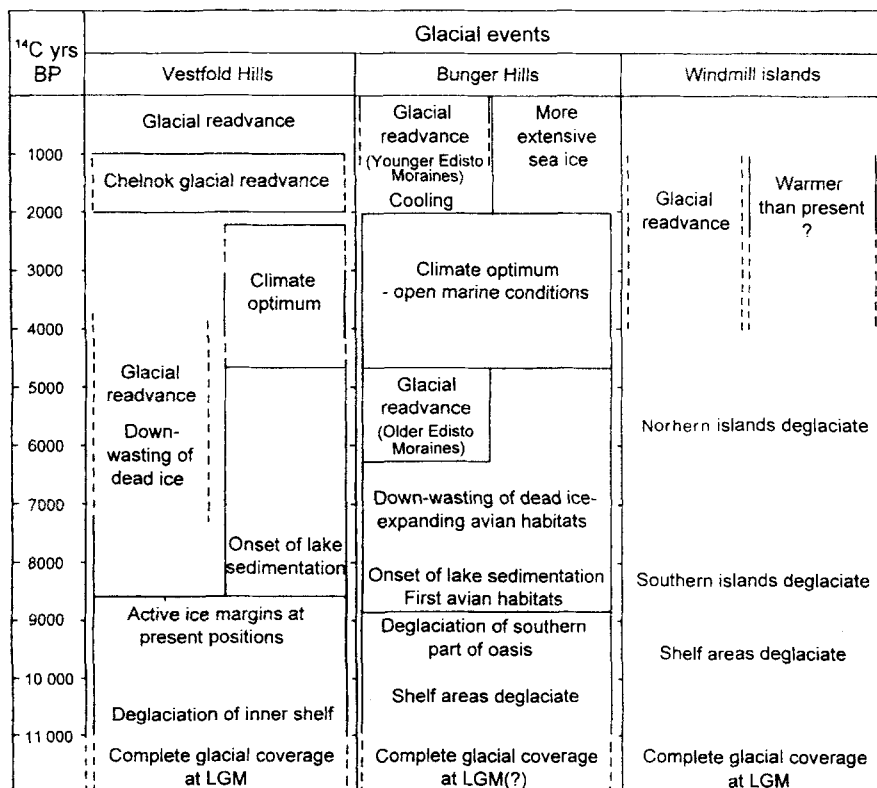 ¹⁴C yrs
BP
Glacial events
Vestfold Hills
Bunger Hills
Windmill islands
1000
2000
3000
4000
5000
6000
7000
8000
9000
10 000
11 000
Glacial readvance
Chelnok glacial readvance
Climate
optimum
Glacial
readvance
Down-
wasting of
dead ice
Onset of lake
sedimentation
Active ice margins at
present positions
Deglaciation of inner shelf
Complete glacial coverage
at LGM
Glacial
readvance
(Younger Edisto
Moraines)
Cooling
More
extensive
sea ice
Climate optimum
- open marine conditions
Glacial
readvance
(Older Edisto
Moraines)
Down-wasting of dead ice-
expanding avian habitats
Onset of lake sedimentation
First avian habitats
Deglaciation of southern
part of oasis
Shelf areas deglaciate
Complete glacial coverage
at LGM(?)
Glacial
readvance
Warmer
than present
?
Norhern islands deglaciate
Southern islands deglaciate
Shelf areas deglaciate
Complete glacial coverage
at LGM